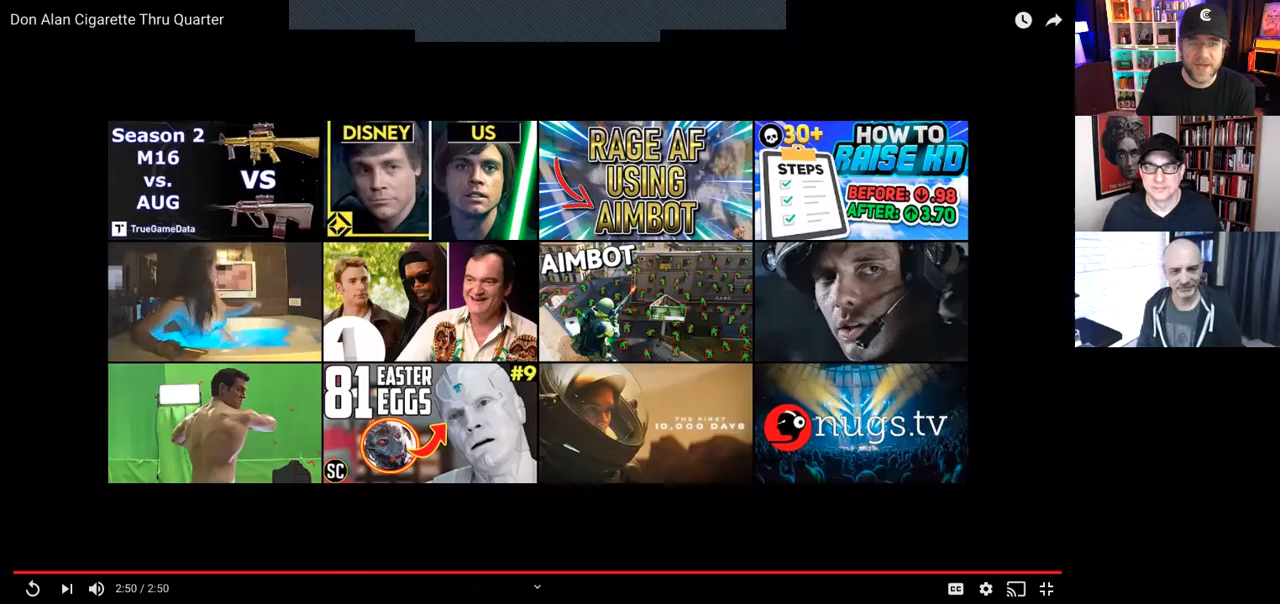 Don Alan Cigarette Thru Quarter
Season 2
M16
vs.
AUG
VS
TrueGameData
DISNEY
US
RAGE AF
USING
AIMBOT
30+
STEPS
HOW TO
RAISE KD
BEFORE: .98
AFTER: 3.70
AIMBOT
81 EASTER
EGGS
#9
SC
THE FIRST
10,000 DAYS
nugs.tv
2:50 / 2:50
CC